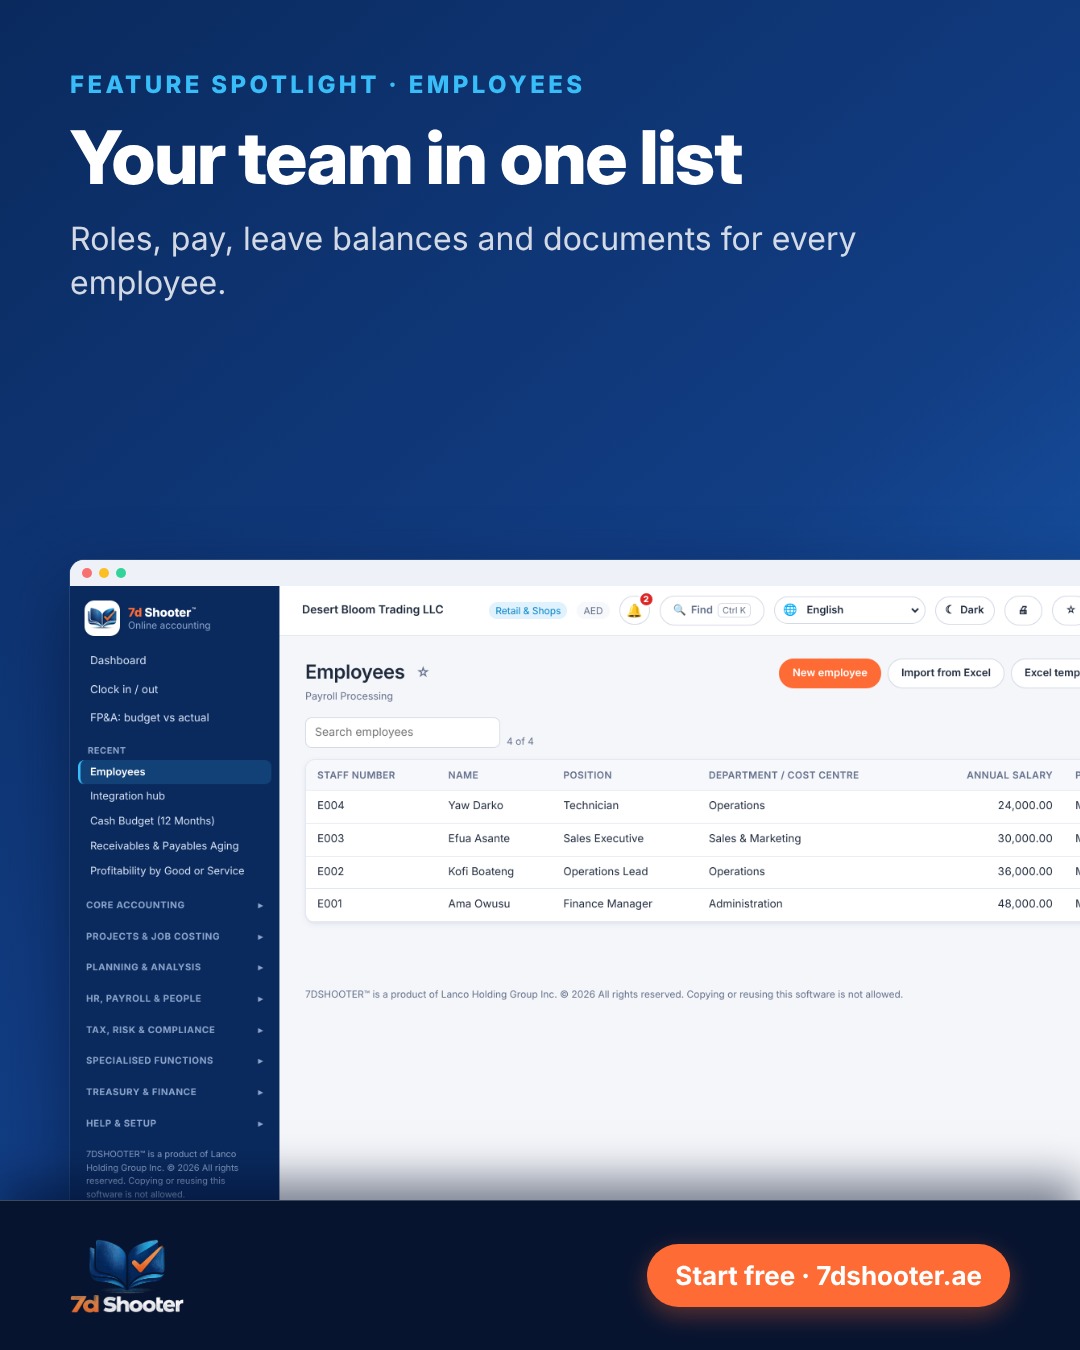 FEATURE SPOTLIGHT · EMPLOYEES
Your team in one list
Roles, pay, leave balances and documents for every
employee.
7d Shooter™
Online accounting
Dashboard
Clock in / out
FP&A: budget vs actual
RECENT
Employees
Integration hub
Cash Budget (12 Months)
Receivables & Payables Aging
Profitability by Good or Service
CORE ACCOUNTING
PROJECTS & JOB COSTING
PLANNING & ANALYSIS
HR, PAYROLL & PEOPLE
TAX, RISK & COMPLIANCE
SPECIALISED FUNCTIONS
TREASURY & FINANCE
HELP & SETUP
7DSHOOTER™ is a product of Lanco
Holding Group Inc. © 2026 All rights
reserved. Copying or reusing this
software is not allowed.
Desert Bloom Trading LLC Retail & Shops AED 2 Find Ctrl K English Dark
Employees
New employee Import from Excel Excel temp
Payroll Processing
Search employees 4 of 4
STAFF NUMBER NAME POSITION DEPARTMENT / COST CENTRE ANNUAL SALARY
E004 Yaw Darko Technician Operations 24,000.00
E003 Efua Asante Sales Executive Sales & Marketing 30,000.00
E002 Kofi Boateng Operations Lead Operations 36,000.00
E001 Ama Owusu Finance Manager Administration 48,000.00
7DSHOOTER™ is a product of Lanco Holding Group Inc. © 2026 All rights reserved. Copying or reusing this software is not allowed.
7d Shooter
Start free · 7dshooter.ae